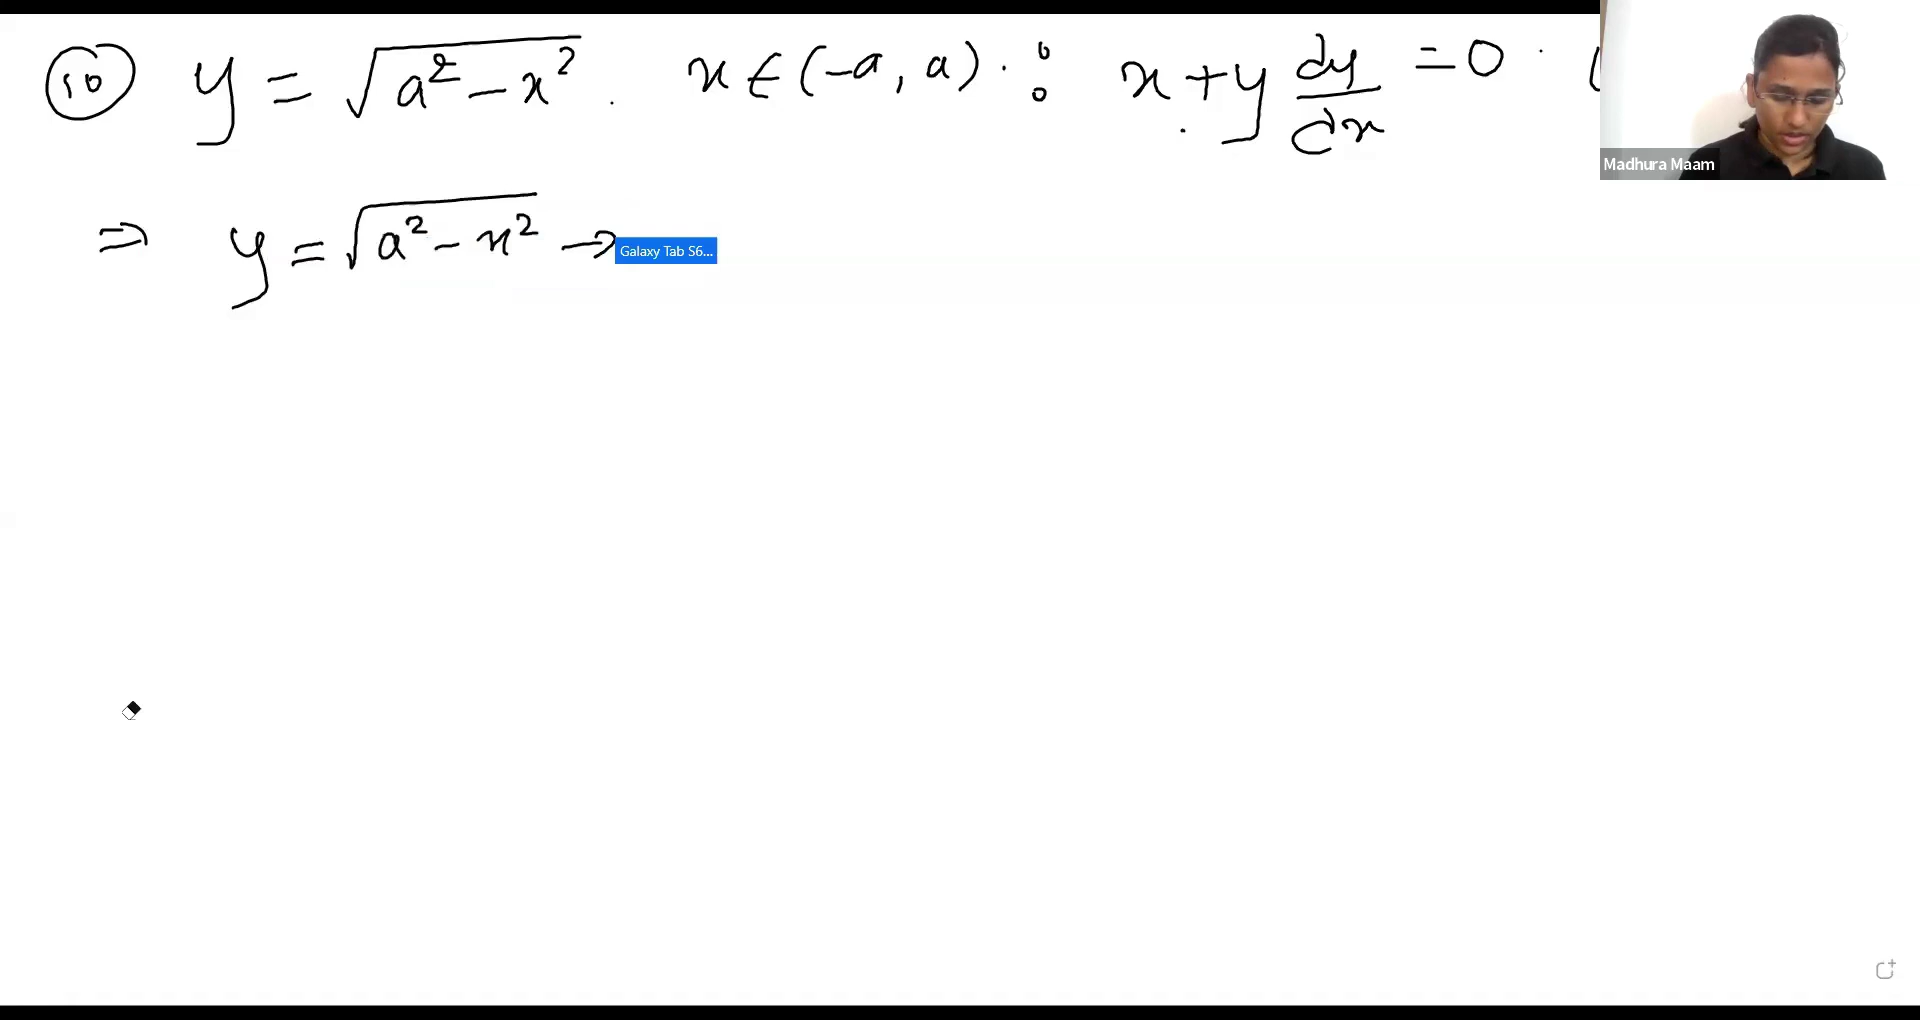 10 y = √(a² - x²). x ∈ (-a, a). : x + y dy/dx = 0. (
Madhura Maam
⇒ y = √(a² - x²) →
Galaxy Tab S6...